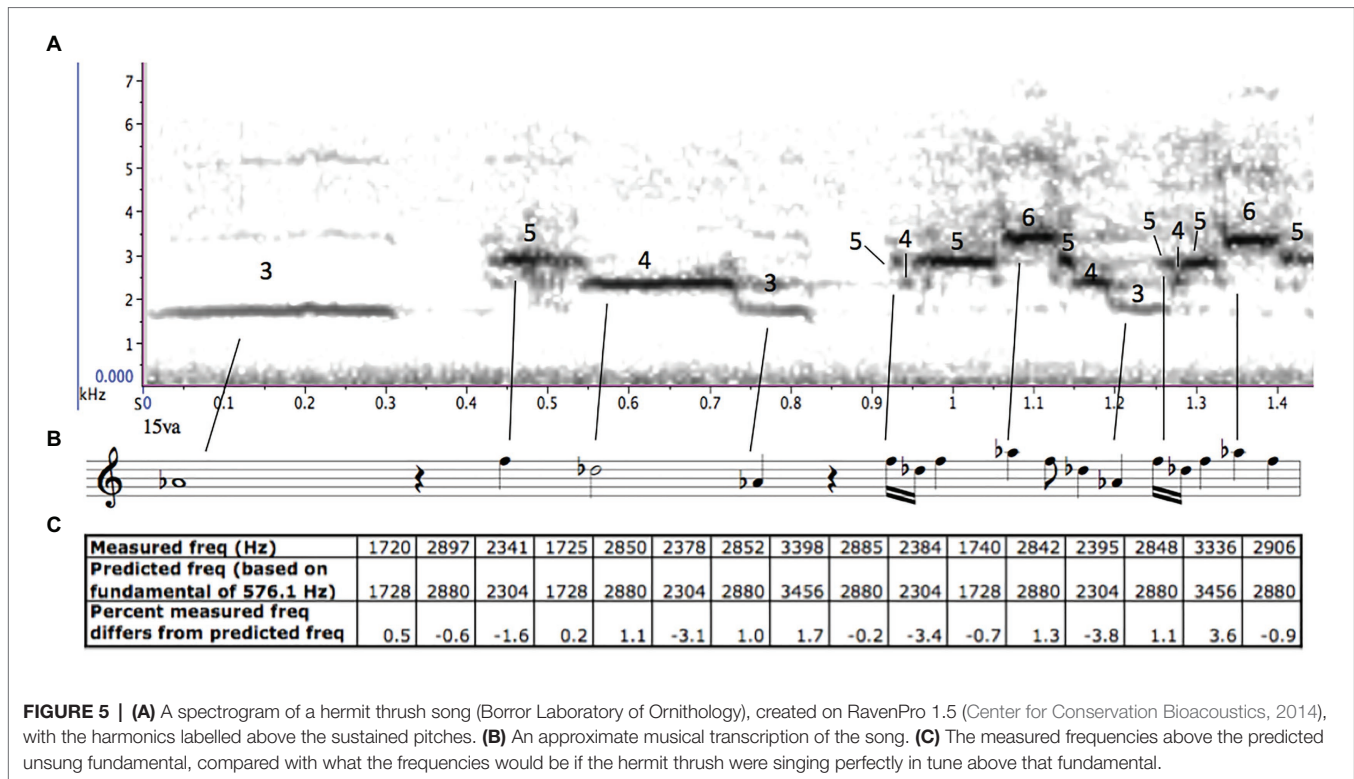 A
7
6
5
4
3
2
1
0.000
kHz
3
5
4
3
5
4
5
6
5
4
3
5
4
5
6
5
S0 0.1 0.2 0.3 0.4 0.5 0.6 0.7 0.8 0.9 1 1.1 1.2 1.3 1.4
15va
B
C
Measured freq (Hz) 1720 2897 2341 1725 2850 2378 2852 3398 2885 2384 1740 2842 2395 2848 3336 2906
Predicted freq (based on
fundamental of 576.1 Hz) 1728 2880 2304 1728 2880 2304 2880 3456 2880 2304 1728 2880 2304 2880 3456 2880
Percent measured freq
differs from predicted freq 0.5 -0.6 -1.6 0.2 1.1 -3.1 1.0 1.7 -0.2 -3.4 -0.7 1.3 -3.8 1.1 3.6 -0.9
FIGURE 5 | (A) A spectrogram of a hermit thrush song (Borror Laboratory of Ornithology), created on RavenPro 1.5 (Center for Conservation Bioacoustics, 2014),
with the harmonics labelled above the sustained pitches. (B) An approximate musical transcription of the song. (C) The measured frequencies above the predicted
unsung fundamental, compared with what the frequencies would be if the hermit thrush were singing perfectly in tune above that fundamental.